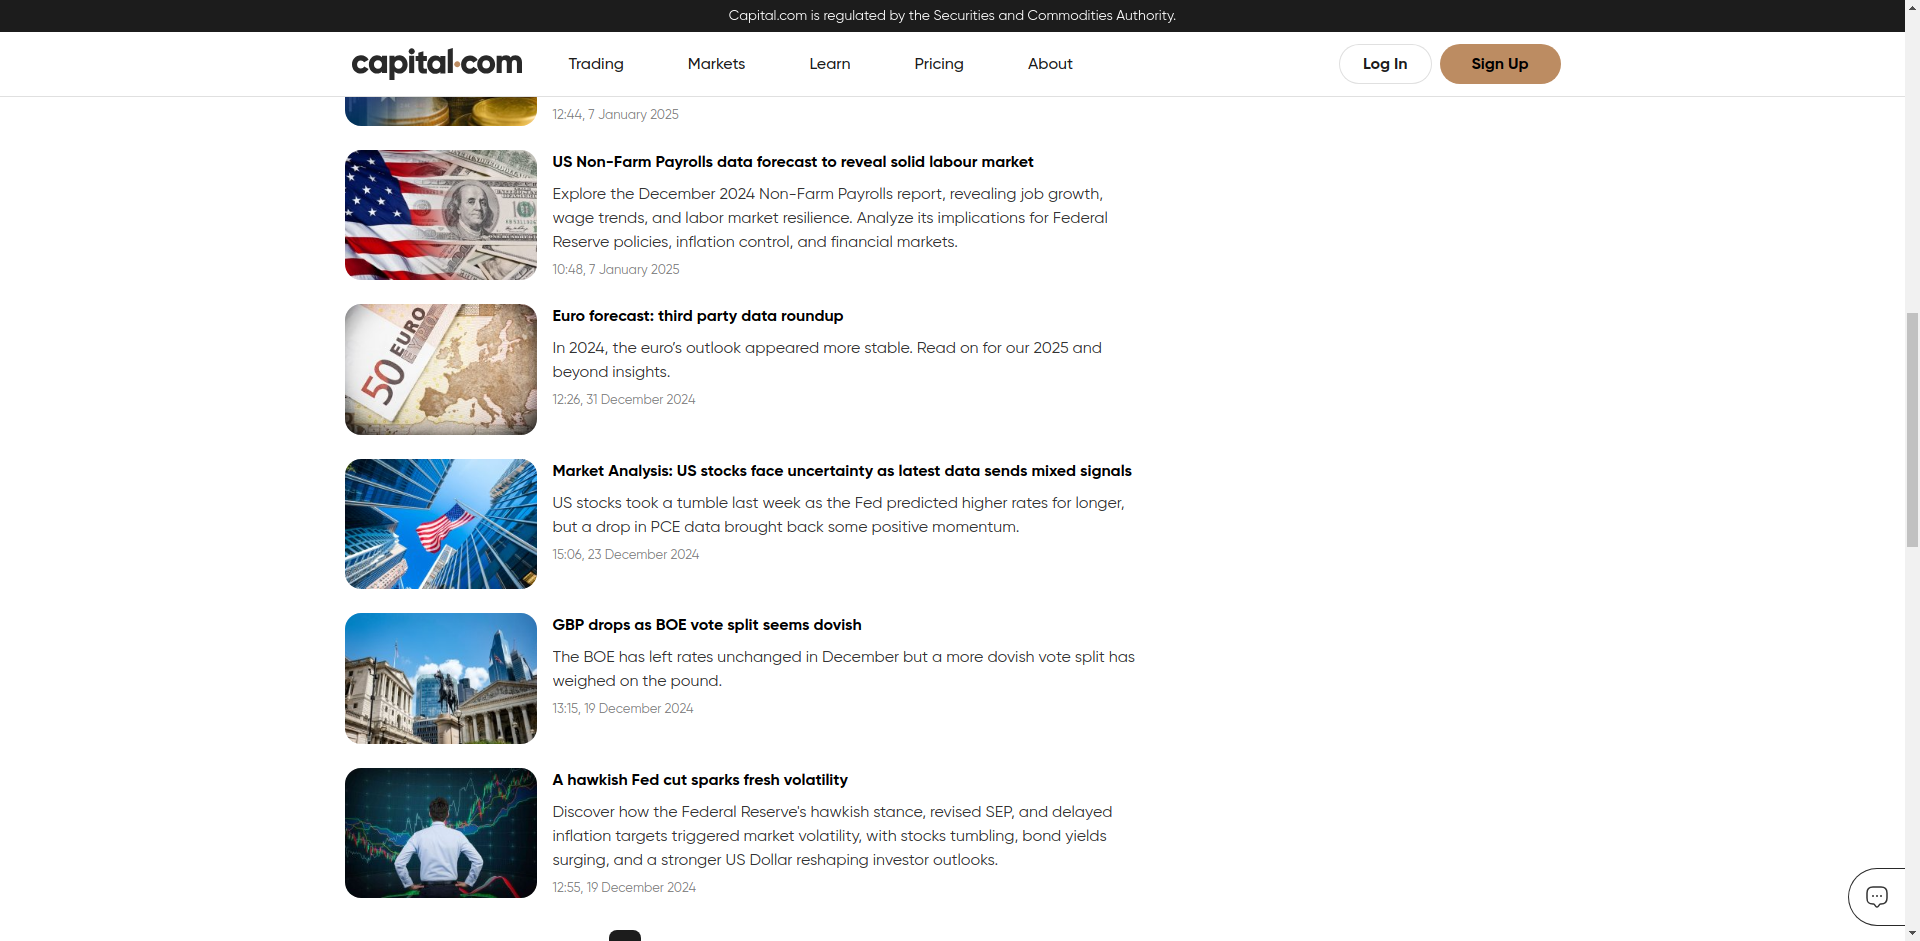 Capital.com is regulated by the Securities and Commodities Authority.
capital.com
Trading
Markets
Learn
Pricing
About
Log In
Sign Up
12:44, 7 January 2025
US Non-Farm Payrolls data forecast to reveal solid labour market
Explore the December 2024 Non-Farm Payrolls report, revealing job growth,
wage trends, and labor market resilience. Analyze its implications for Federal
Reserve policies, inflation control, and financial markets.
10:48, 7 January 2025
50 EURO
Euro forecast: third party data roundup
In 2024, the euro’s outlook appeared more stable. Read on for our 2025 and
beyond insights.
12:26, 31 December 2024
Market Analysis: US stocks face uncertainty as latest data sends mixed signals
US stocks took a tumble last week as the Fed predicted higher rates for longer,
but a drop in PCE data brought back some positive momentum.
15:06, 23 December 2024
GBP drops as BOE vote split seems dovish
The BOE has left rates unchanged in December but a more dovish vote split has
weighed on the pound.
13:15, 19 December 2024
A hawkish Fed cut sparks fresh volatility
Discover how the Federal Reserve's hawkish stance, revised SEP, and delayed
inflation targets triggered market volatility, with stocks tumbling, bond yields
surging, and a stronger US Dollar reshaping investor outlooks.
12:55, 19 December 2024